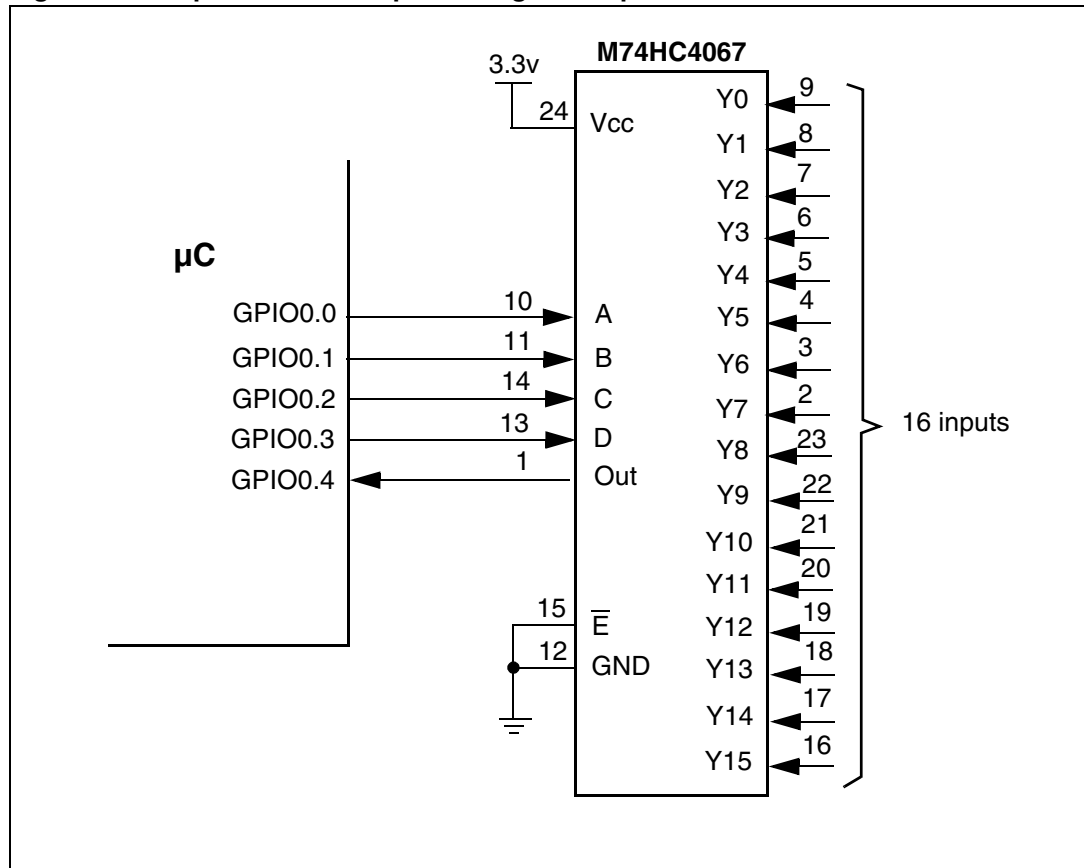 M74HC4067
3.3v
24 Vcc
µC
GPIO0.0 10 A
GPIO0.1 11 B
GPIO0.2 14 C
GPIO0.3 13 D
GPIO0.4 1 Out
15 E
12 GND
Y0 9
Y1 8
Y2 7
Y3 6
Y4 5
Y5 4
Y6 3
Y7 2
Y8 23
Y9 22
Y10 21
Y11 20
Y12 19
Y13 18
Y14 17
Y15 16
16 inputs